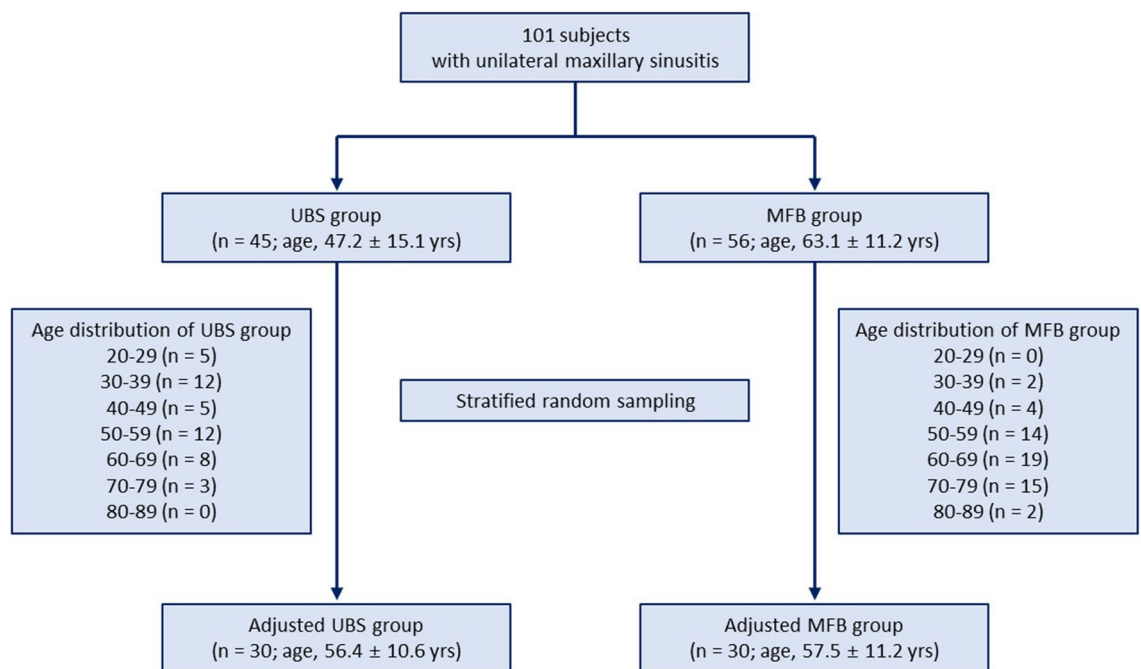 101 subjects
with unilateral maxillary sinusitis
UBS group
(n = 45; age, 47.2 ± 15.1 yrs)
MFB group
(n = 56; age, 63.1 ± 11.2 yrs)
Age distribution of UBS group
20-29 (n = 5)
30-39 (n = 12)
40-49 (n = 5)
50-59 (n = 12)
60-69 (n = 8)
70-79 (n = 3)
80-89 (n = 0)
Stratified random sampling
Age distribution of MFB group
20-29 (n = 0)
30-39 (n = 2)
40-49 (n = 4)
50-59 (n = 14)
60-69 (n = 19)
70-79 (n = 15)
80-89 (n = 2)
Adjusted UBS group
(n = 30; age, 56.4 ± 10.6 yrs)
Adjusted MFB group
(n = 30; age, 57.5 ± 11.2 yrs)